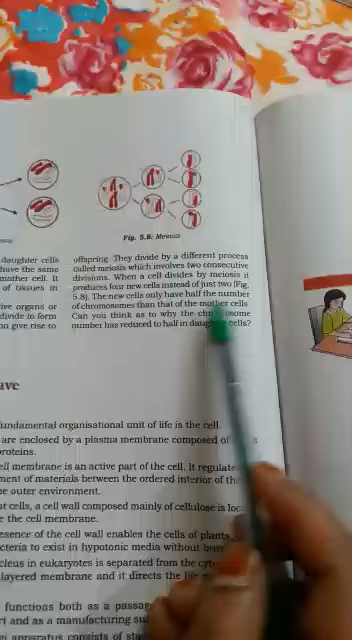 Fig. 5.8: Meiosis
daughter cells
have the same
mother cell. It
of tissues in
ive organs or
divide to form
give rise to
offspring They divide by a different process
called meiosis which involves two consecutive
divisions. When a cell divides by meiosis it
produces four new cells instead of just two (Fig.
5.8). The new cells only have half the number
of chromosomes than that of the mother cells
Can you think as to why the chromosome
number has reduced to half in daughter cells?
ave
undamental organisational unit of life is the cell.
are enclosed by a plasma membrane composed of
roteins.
ell membrane is an active part of the cell. It regulate
ment of materials between the ordered interior of th
e outer environment.
nt cells, a cell wall composed mainly of cellulose is loc
e the cell membrane.
esence of the cell wall enables the cells of plants,
cteria to exist in hypotonic media without
cleus in eukaryotes is separated from the
layered membrane and it directs the life
functions both as a passag
and as a manufacturing
apparatus consists of